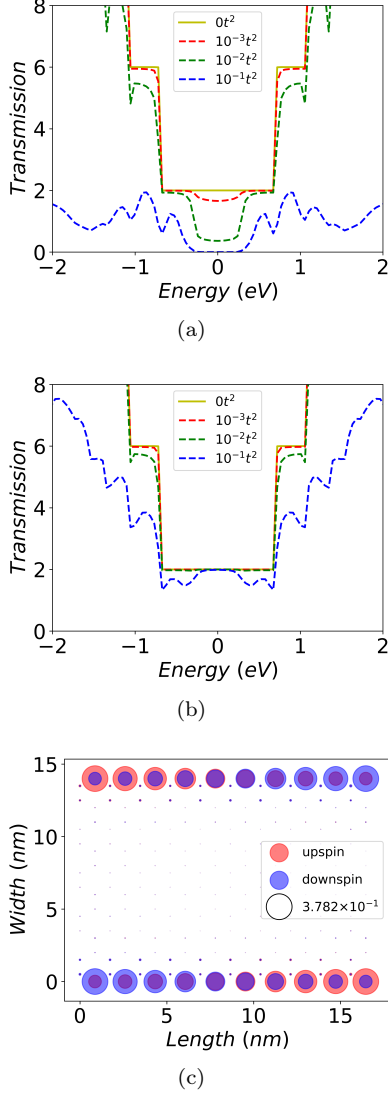 8
6
4
2
0
Transmission
0t²
10⁻³t²
10⁻²t²
10⁻¹t²
−2 −1 0 1 2
Energy (eV)
(a)
8
6
4
2
0
Transmission
0t²
10⁻³t²
10⁻²t²
10⁻¹t²
−2 −1 0 1 2
Energy (eV)
(b)
15
10
5
0
Width (nm)
upspin
downspin
3.782×10⁻¹
0 5 10 15
Length (nm)
(c)